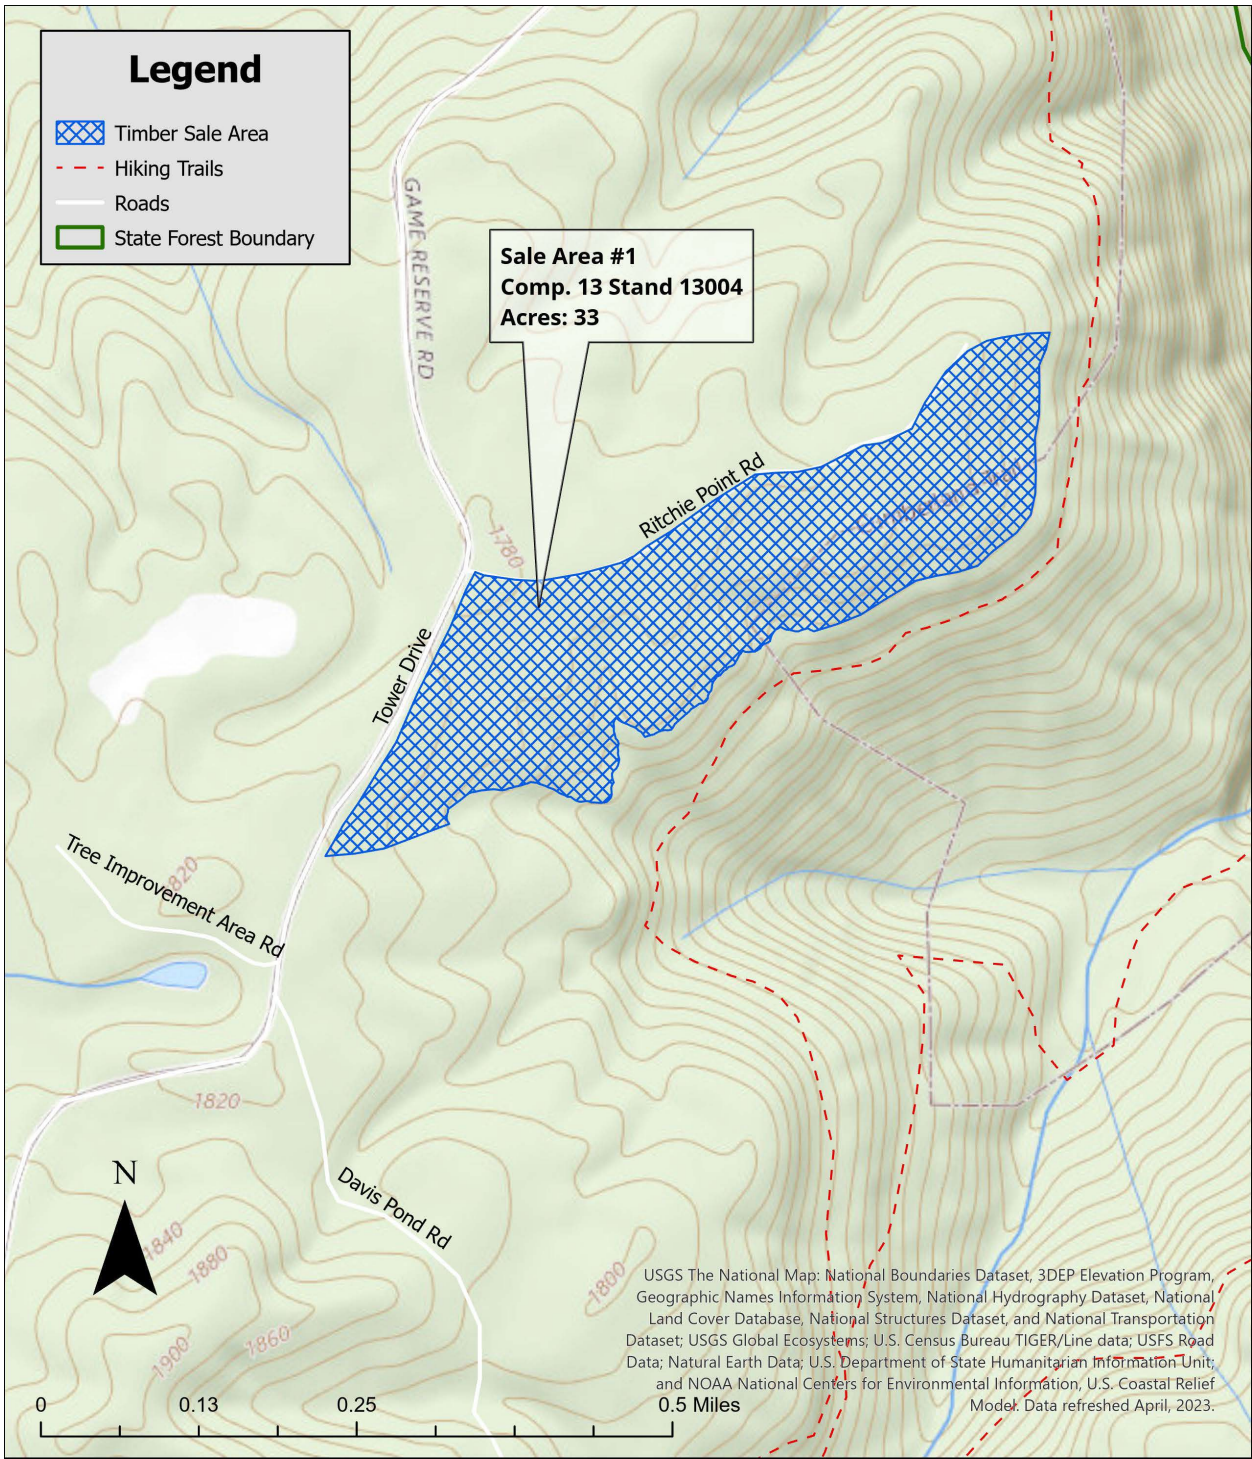 Legend
Timber Sale Area
Hiking Trails
Roads
State Forest Boundary
GAME RESERVE RD
Sale Area #1
Comp. 13 Stand 13004
Acres: 33
Ritchie Point Rd
Cumberland Trail
1780
Tower Drive
Tree Improvement Area Rd
820
1820
N
Davis Pond Rd
1840
1880
1860
1900
1800
USGS The National Map: National Boundaries Dataset, 3DEP Elevation Program,
Geographic Names Information System, National Hydrography Dataset, National
Land Cover Database, National Structures Dataset, and National Transportation
Dataset; USGS Global Ecosystems; U.S. Census Bureau TIGER/Line data; USFS Road
Data; Natural Earth Data; U.S. Department of State Humanitarian Information Unit;
and NOAA National Centers for Environmental Information, U.S. Coastal Relief
Model. Data refreshed April, 2023.
0 0.13 0.25 0.5 Miles